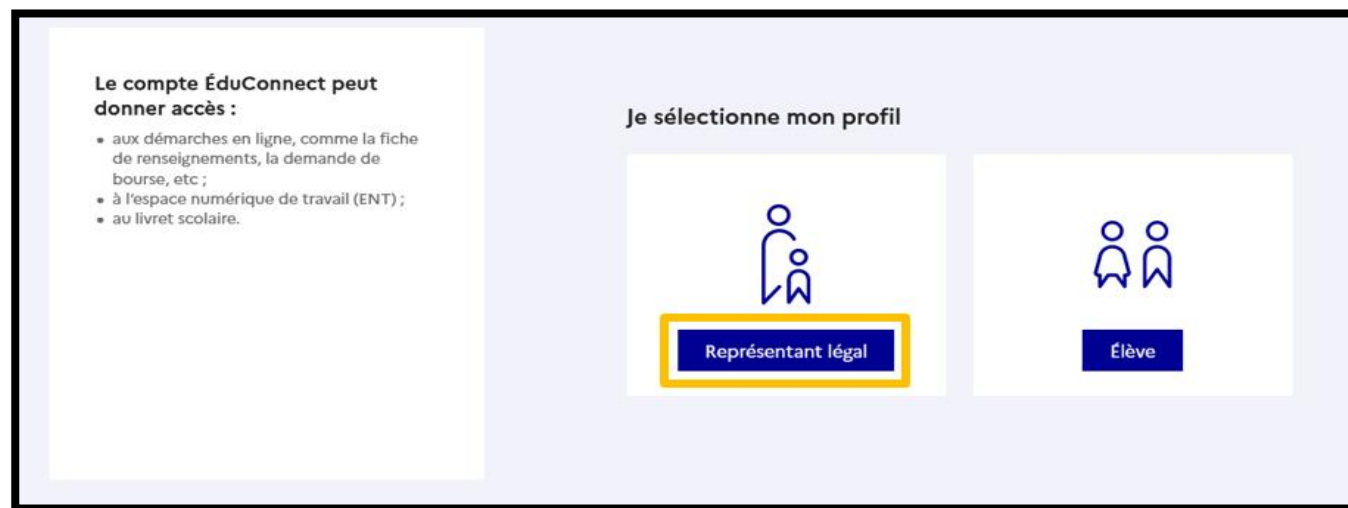 Le compte ÉduConnect peut
donner accès :
• aux démarches en ligne, comme la fiche
de renseignements, la demande de
bourse, etc ;
• à l'espace numérique de travail (ENT) ;
• au livret scolaire.
Je sélectionne mon profil
Représentant légal
Élève